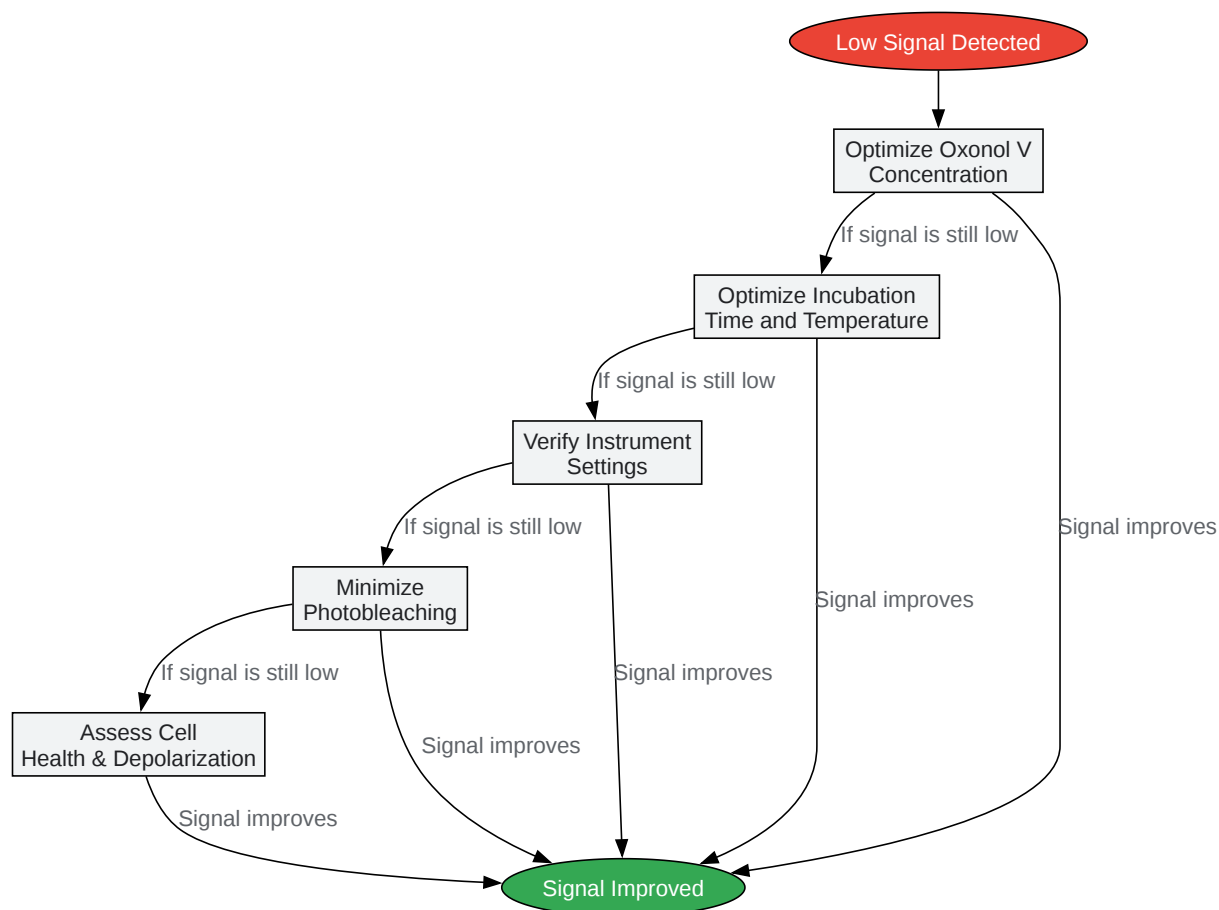 Low Signal Detected
Optimize Oxonol V
Concentration
If signal is still low
Optimize Incubation
Time and Temperature
If signal is still low
Verify Instrument
Settings
If signal is still low
Signal improves
Minimize
Photobleaching
Signal improves
If signal is still low
Signal improves
Assess Cell
Health & Depolarization
Signal improves
Signal improves
Signal Improved